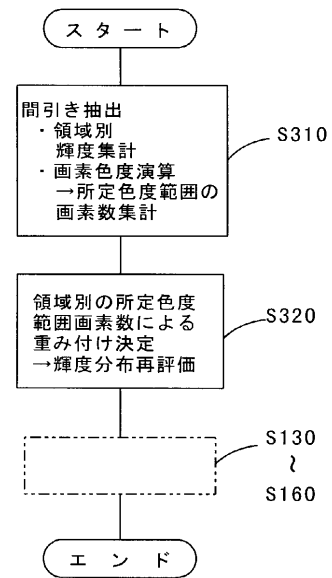 スタート
間引き抽出
・領域別
輝度集計
・画素色度演算
→所定色度範囲の
画素数集計
S310
領域別の所定色度
範囲画素数による
重み付け決定
→輝度分布再評価
S320
S130
~
S160
エンド